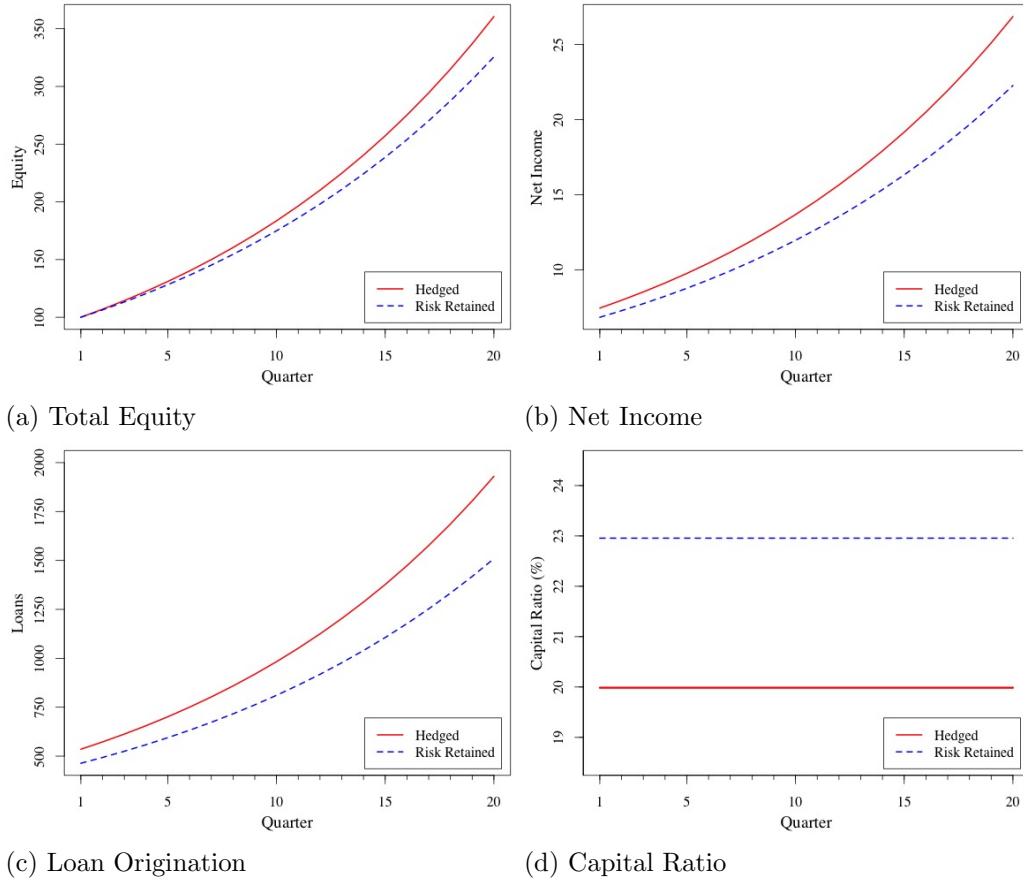 Equity
350
300
250
200
150
100
1 5 10 15 20
Quarter
Hedged
Risk Retained
(a) Total Equity
Net Income
25
20
15
10
1 5 10 15 20
Quarter
Hedged
Risk Retained
(b) Net Income
Loans
2000
1750
1500
1250
1000
750
500
1 5 10 15 20
Quarter
Hedged
Risk Retained
(c) Loan Origination
Capital Ratio (%)
24
23
22
21
20
19
1 5 10 15 20
Quarter
Hedged
Risk Retained
(d) Capital Ratio